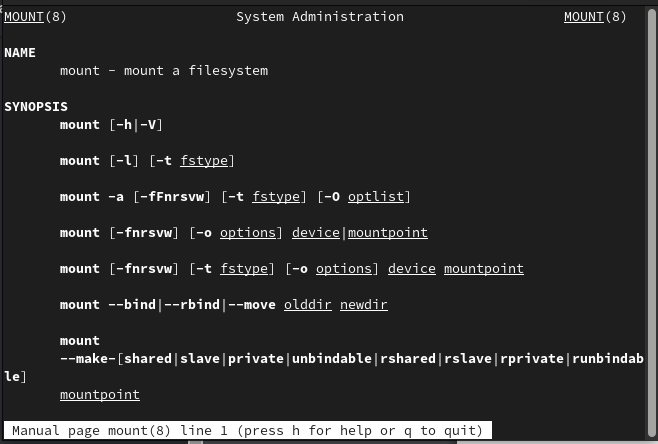 MOUNT(8) System Administration MOUNT(8)
NAME
mount - mount a filesystem
SYNOPSIS
mount [-h|-V]
mount [-l] [-t fstype]
mount -a [-fFnrsvw] [-t fstype] [-O optlist]
mount [-fnrsvw] [-o options] device|mountpoint
mount [-fnrsvw] [-t fstype] [-o options] device mountpoint
mount --bind|--rbind|--move olddir newdir
mount
--make-[shared|slave|private|unbindable|rshared|rslave|rprivate|runbindab
le]
mountpoint
Manual page mount(8) line 1 (press h for help or q to quit)